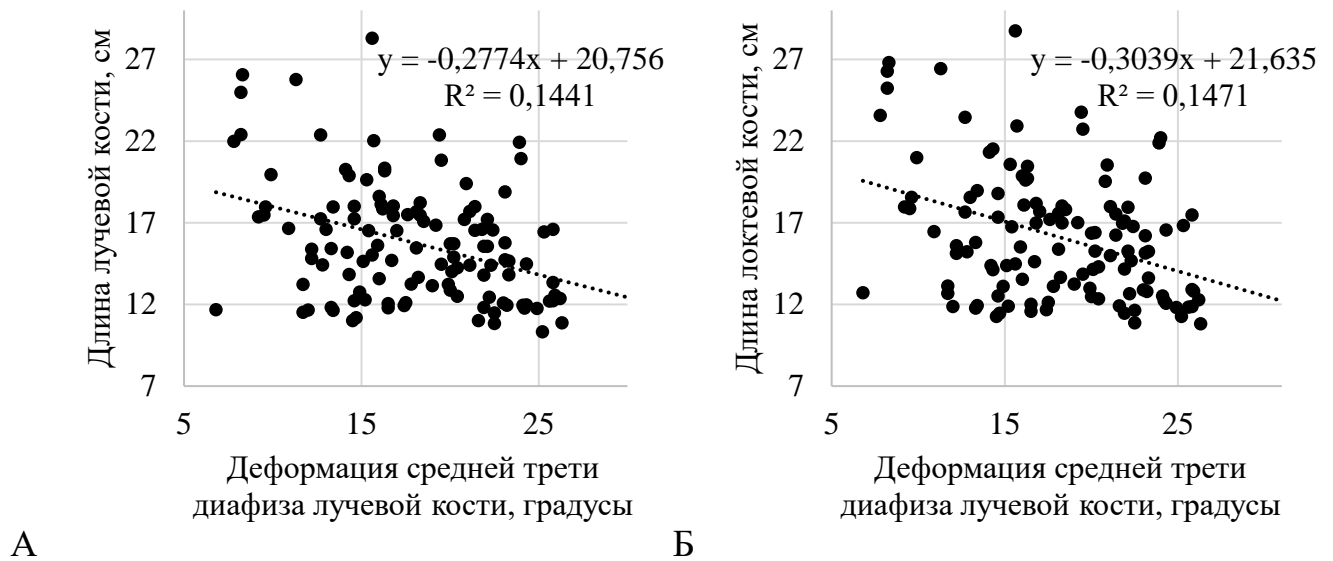 Длина лучевой кости, см
27
22
17
12
7
y = -0,2774x + 20,756
R² = 0,1441
5
15
25
Деформация средней трети
диафиза лучевой кости, градусы
А
Длина локтевой кости, см
27
22
17
12
7
y = -0,3039x + 21,635
R² = 0,1471
5
15
25
Деформация средней трети
диафиза лучевой кости, градусы
Б